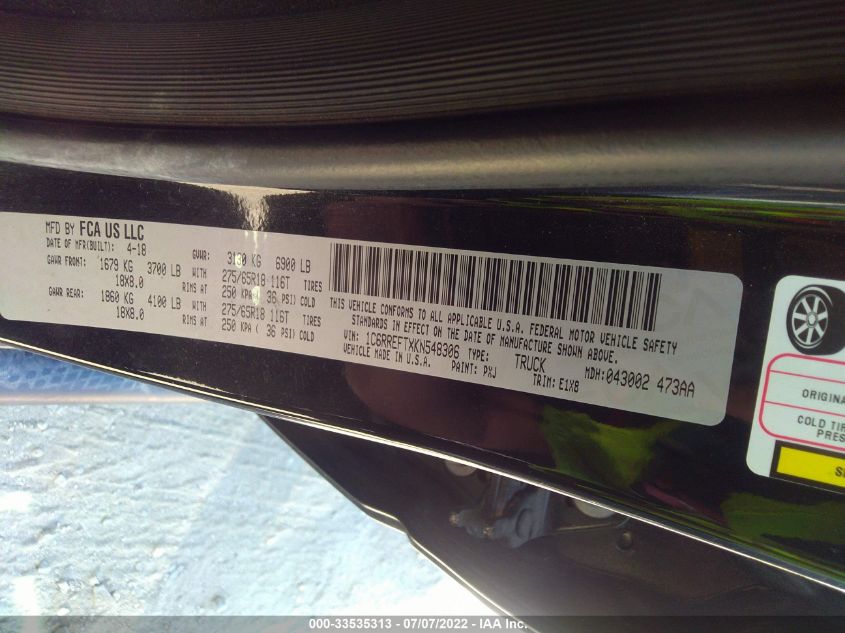 MFD BY FCA US LLC
DATE OF MFR(BUILT): 4-18 GVWR: 3130 KG 6900 LB
GAWR FRONT: 1679 KG 3700 LB WITH 275/65R18 116T TIRES
18X8.0 RIMS AT 250 KPA ( 36 PSI) COLD
GAWR REAR: 1860 KG 4100 LB WITH 275/65R18 116T TIRES
18X8.0 RIMS AT 250 KPA ( 36 PSI) COLD
THIS VEHICLE CONFORMS TO ALL APPLICABLE U.S.A. FEDERAL MOTOR VEHICLE SAFETY
STANDARDS IN EFFECT ON THE DATE OF MANUFACTURE SHOWN ABOVE.
VIN: 1C6RREFTXKN548306 TYPE: TRUCK MDH:043002 473AA
VEHICLE MADE IN U.S.A. PAINT: PXJ TRIM: E1X8
COLD TI
PRES
000-33535313 - 07/07/2022 - IAA Inc.